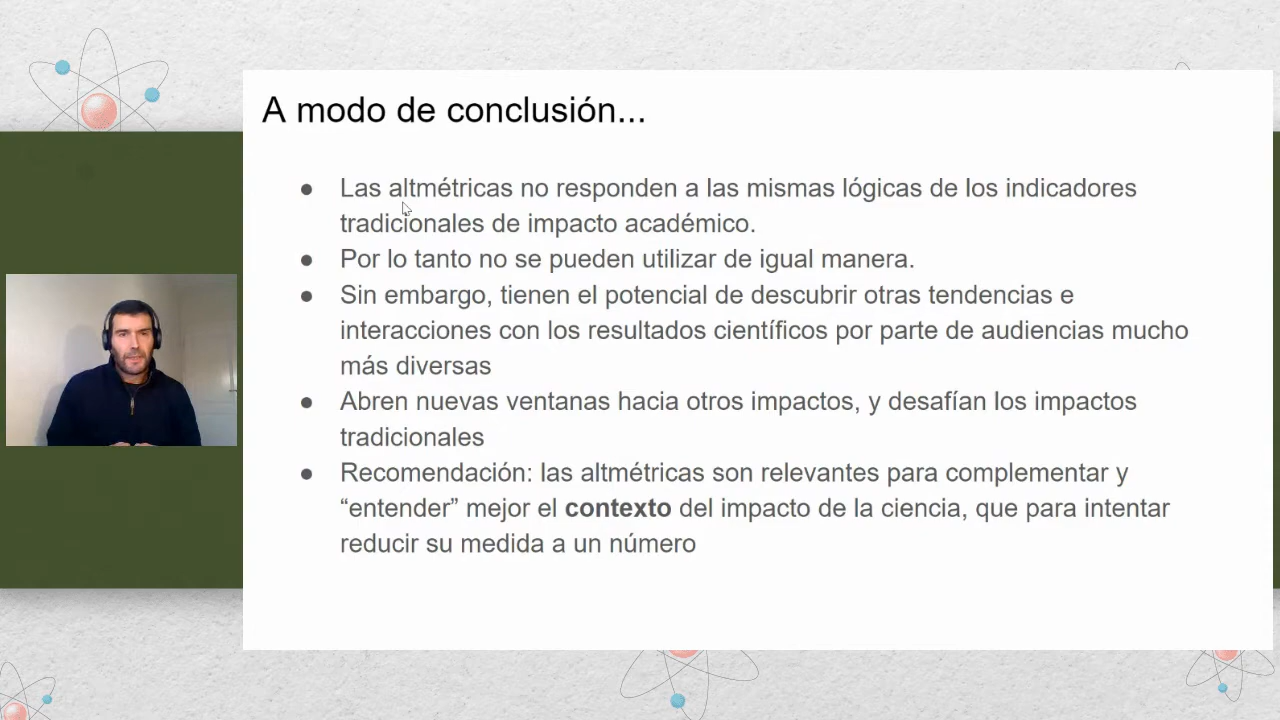 A modo de conclusión...
● Las altmétricas no responden a las mismas lógicas de los indicadores
tradicionales de impacto académico.
● Por lo tanto no se pueden utilizar de igual manera.
● Sin embargo, tienen el potencial de descubrir otras tendencias e
interacciones con los resultados científicos por parte de audiencias mucho
más diversas
● Abren nuevas ventanas hacia otros impactos, y desafían los impactos
tradicionales
● Recomendación: las altmétricas son relevantes para complementar y
“entender” mejor el contexto del impacto de la ciencia, que para intentar
reducir su medida a un número